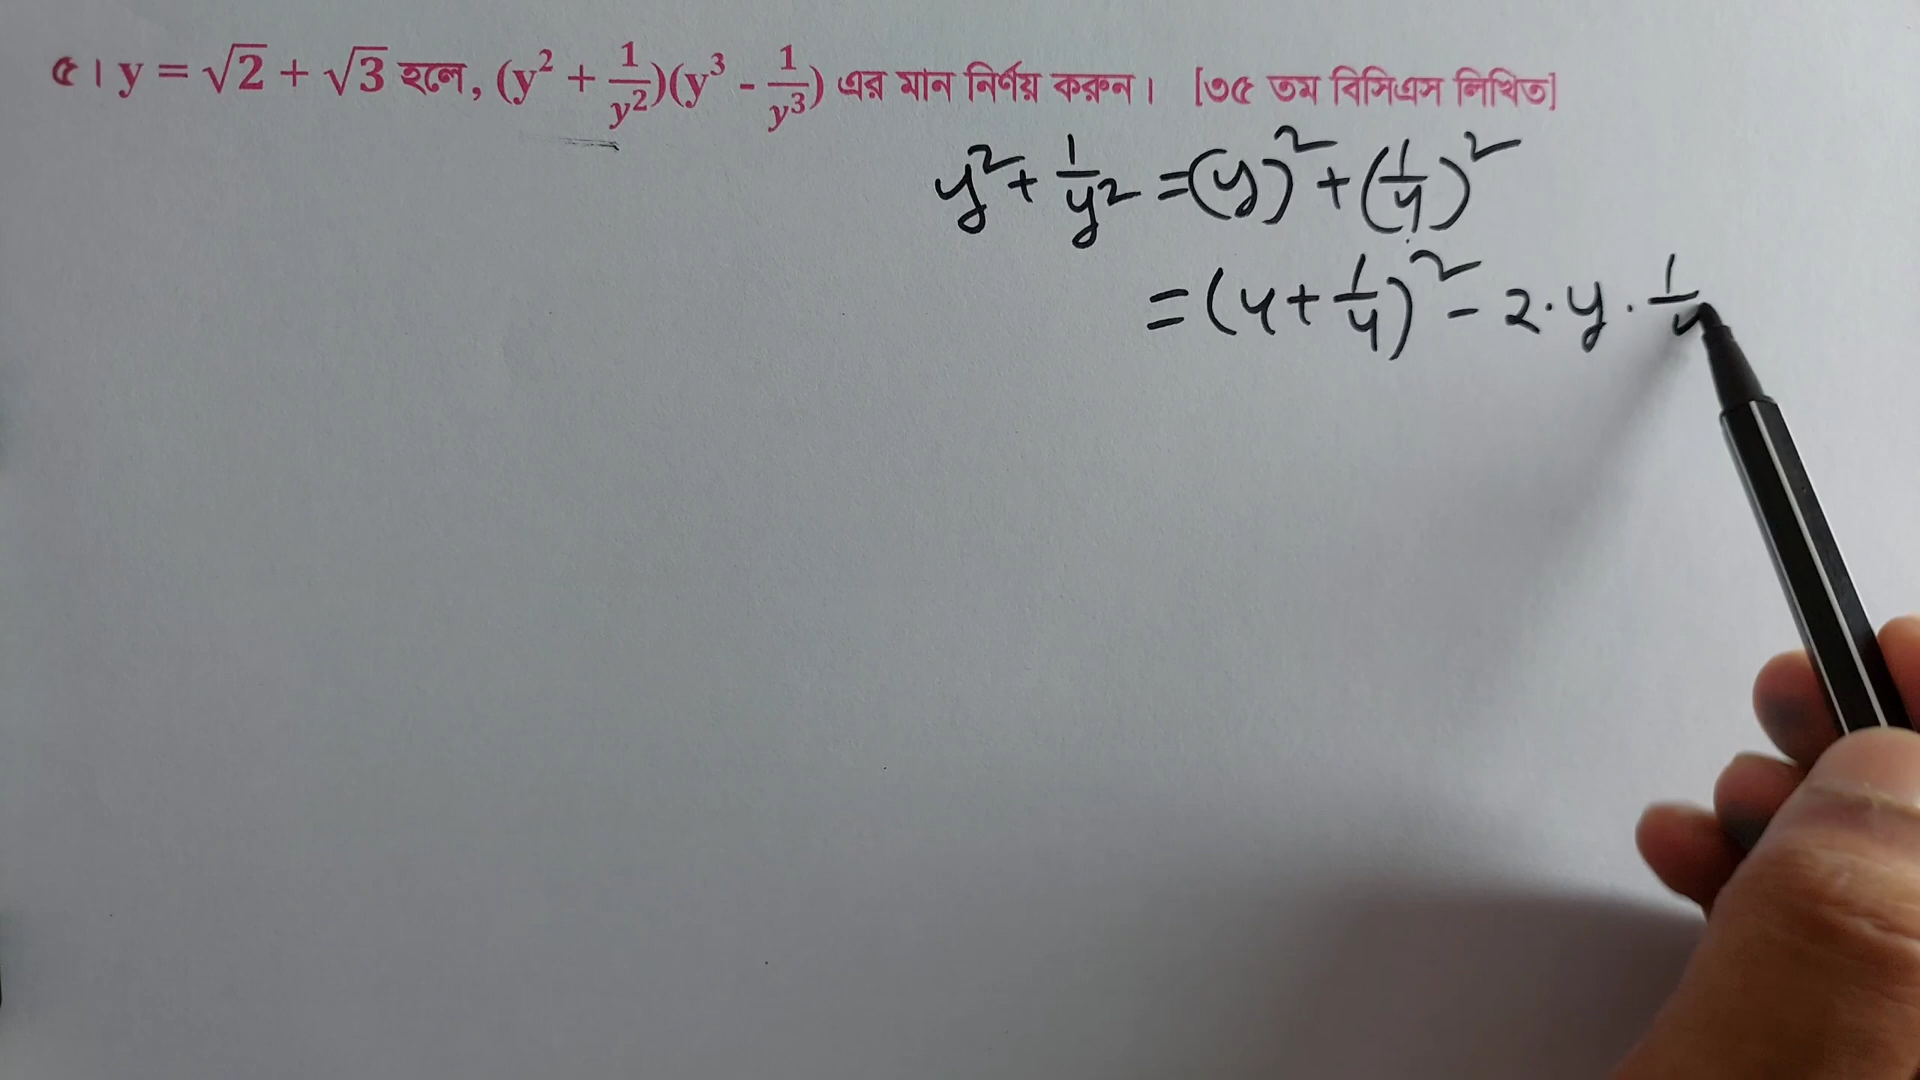 ৫। y = √2 + √3 হলে, (y² + 1/y²)(y³ - 1/y³) এর মান নির্ণয় করুন। [৩৫ তম বিসিএস লিখিত]
y² + 1/y² = (y)² + (1/y)²
= (y + 1/y)² - 2 · y · 1/y